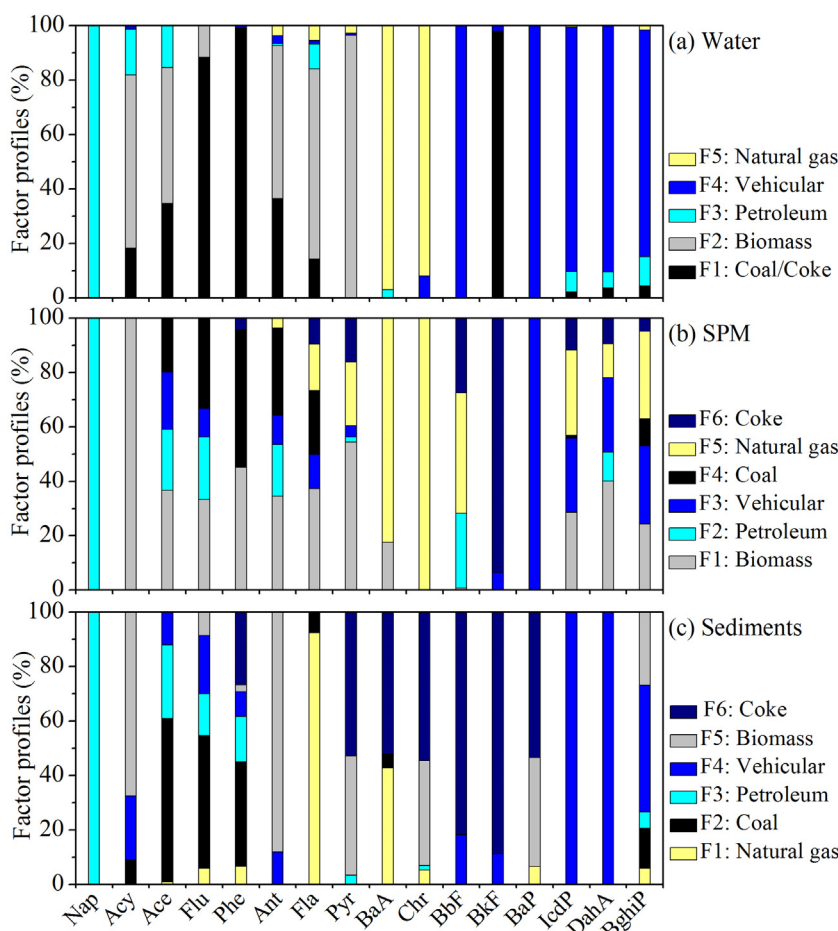 Factor profiles (%)
100
80
60
40
20
0
(a) Water
F5: Natural gas
F4: Vehicular
F3: Petroleum
F2: Biomass
F1: Coal/Coke
Factor profiles (%)
100
80
60
40
20
0
(b) SPM
F6: Coke
F5: Natural gas
F4: Coal
F3: Vehicular
F2: Petroleum
F1: Biomass
Factor profiles (%)
100
80
60
40
20
0
(c) Sediments
F6: Coke
F5: Biomass
F4: Vehicular
F3: Petroleum
F2: Coal
F1: Natural gas
Nap Acy Ace Flu Phe Ant Fla Pyr BaA Chr BbF BkF BaP IcdP DahA BghiP